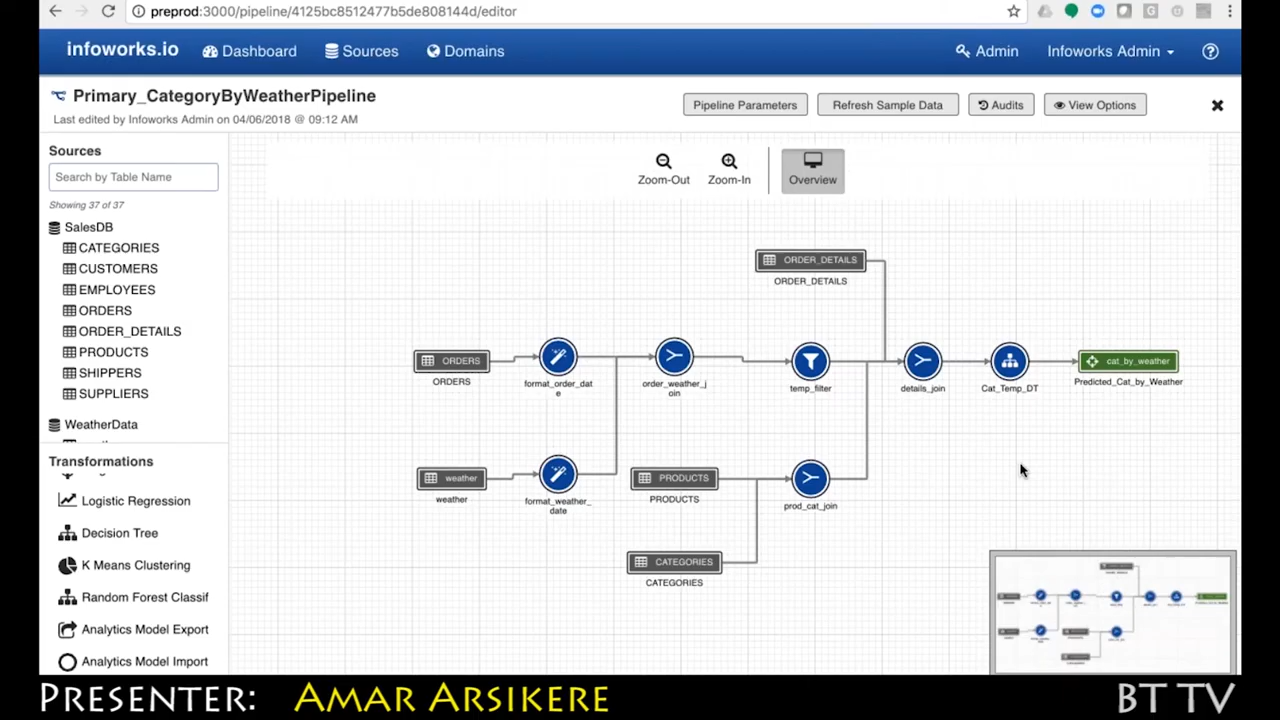 preprod:3000/pipeline/4125bc8512477b5de808144d/editor
infoworks.io
Dashboard
Sources
Domains
Admin
Infoworks Admin
Primary_CategoryByWeatherPipeline
Last edited by Infoworks Admin on 04/06/2018 @ 09:12 AM
Pipeline Parameters
Refresh Sample Data
Audits
View Options
Sources
Search by Table Name
Showing 37 of 37
SalesDB
CATEGORIES
CUSTOMERS
EMPLOYEES
ORDERS
ORDER_DETAILS
PRODUCTS
SHIPPERS
SUPPLIERS
WeatherData
Transformations
Logistic Regression
Decision Tree
K Means Clustering
Random Forest Classif
Analytics Model Export
Analytics Model Import
Zoom-Out
Zoom-In
Overview
ORDER_DETAILS
ORDER_DETAILS
ORDERS
ORDERS
format_order_dat
e
order_weather_j
oin
temp_filter
details_join
Cat_Temp_DT
cat_by_weather
Predicted_Cat_by_Weather
weather
weather
format_weather_
date
PRODUCTS
PRODUCTS
prod_cat_join
CATEGORIES
CATEGORIES
PRESENTER: AMAR ARSIKERE
BT TV